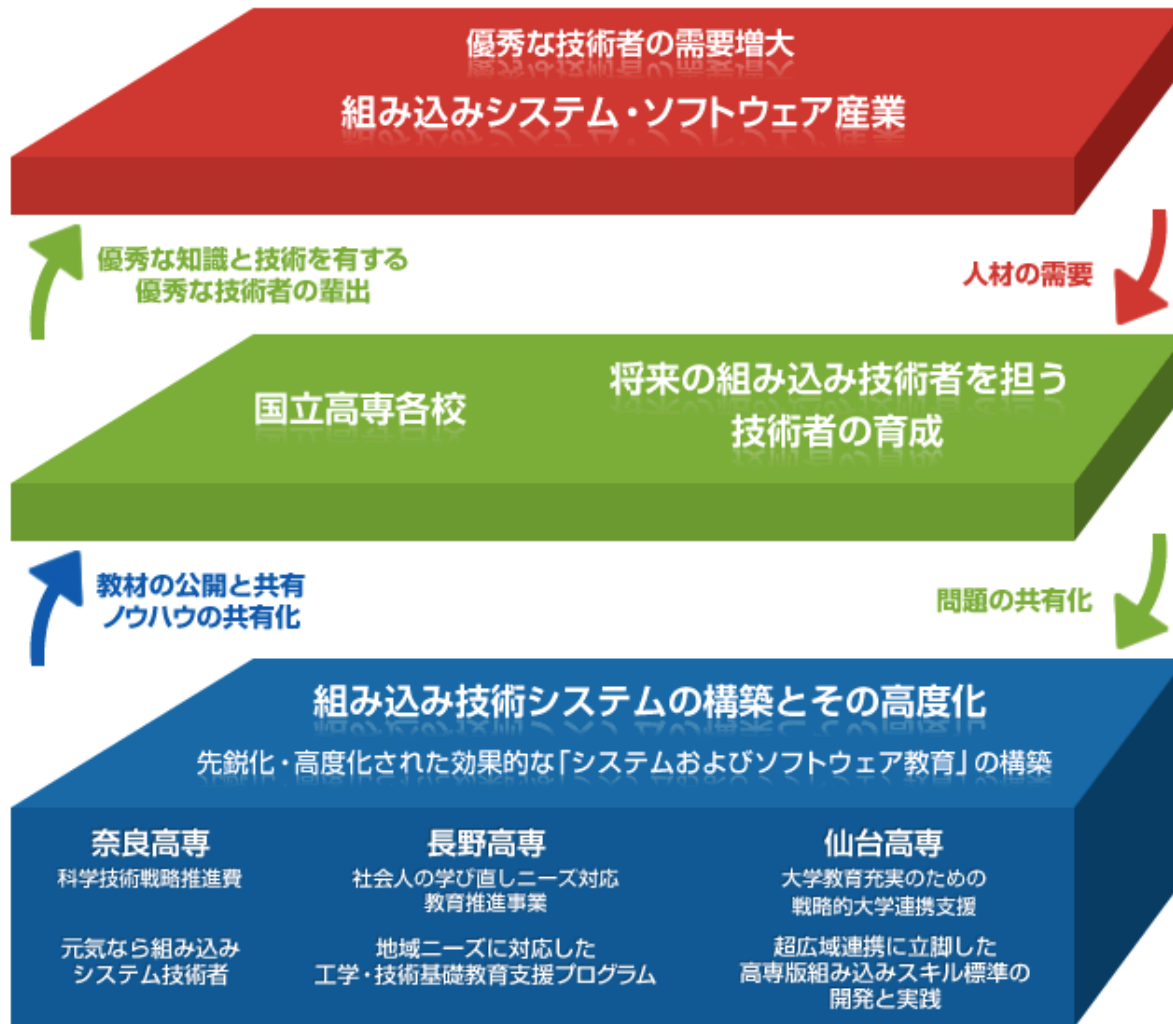 優秀な技術者の需要増大
組み込みシステム・ソフトウェア産業
優秀な知識と技術を有する
優秀な技術者の輩出
人材の需要
国立高専各校
将来の組み込み技術者を担う
技術者の育成
教材の公開と共有
ノウハウの共有化
問題の共有化
組み込み技術システムの構築とその高度化
先鋭化・高度化された効果的な「システムおよびソフトウェア教育」の構築
奈良高専
科学技術戦略推進費
元気なら組み込み
システム技術者
長野高専
社会人の学び直しニーズ対応
教育推進事業
地域ニーズに対応した
工学・技術基礎教育支援プログラム
仙台高専
大学教育充実のための
戦略的大学連携支援
超広域連携に立脚した
高専版組み込みスキル標準の
開発と実践